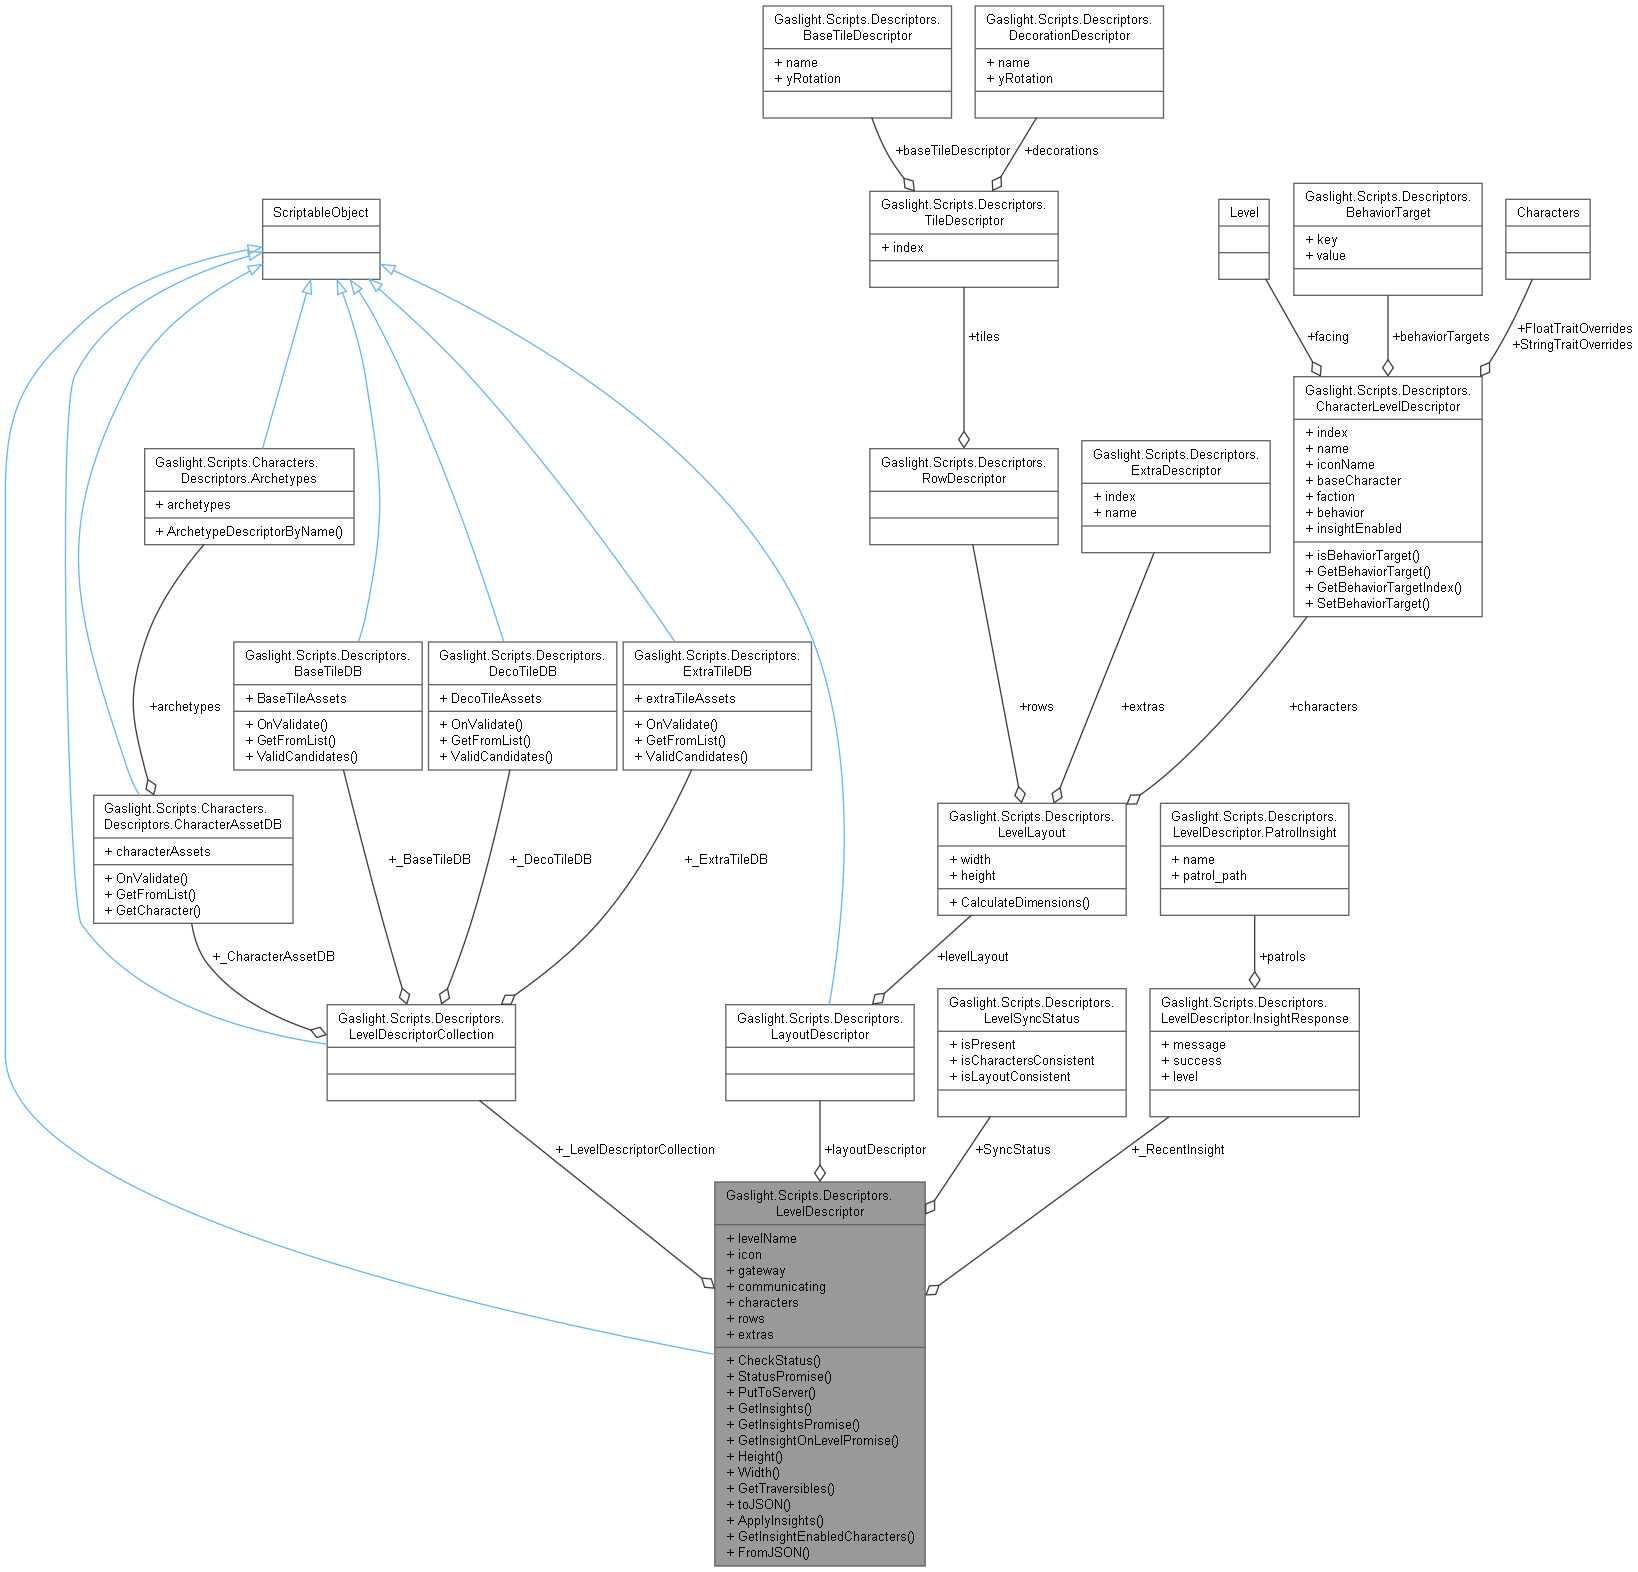 Gaslight.Scripts.Descriptors.
BaseTileDescriptor
+ name
+ yRotation
Gaslight.Scripts.Descriptors.
DecorationDescriptor
+ name
+ yRotation
+baseTileDescriptor
+decorations
ScriptableObject
Gaslight.Scripts.Descriptors.
TileDescriptor
+ index
Level
Gaslight.Scripts.Descriptors.
BehaviorTarget
+ key
+ value
Characters
+tiles
+facing
+behaviorTargets
+FloatTraitOverrides
+StringTraitOverrides
Gaslight.Scripts.Characters.
Descriptors.Archetypes
+ archetypes
+ ArchetypeDescriptorByName()
Gaslight.Scripts.Descriptors.
RowDescriptor
Gaslight.Scripts.Descriptors.
ExtraDescriptor
+ index
+ name
Gaslight.Scripts.Descriptors.
CharacterLevelDescriptor
+ index
+ name
+ iconName
+ baseCharacter
+ faction
+ behavior
+ insightEnabled
+ isBehaviorTarget()
+ GetBehaviorTarget()
+ GetBehaviorTargetIndex()
+ SetBehaviorTarget()
+archetypes
Gaslight.Scripts.Descriptors.
BaseTileDB
+ BaseTileAssets
+ OnValidate()
+ GetFromList()
+ ValidCandidates()
Gaslight.Scripts.Descriptors.
DecoTileDB
+ DecoTileAssets
+ OnValidate()
+ GetFromList()
+ ValidCandidates()
Gaslight.Scripts.Descriptors.
ExtraTileDB
+ extraTileAssets
+ OnValidate()
+ GetFromList()
+ ValidCandidates()
+rows
+extras
+characters
Gaslight.Scripts.Characters.
Descriptors.CharacterAssetDB
+ characterAssets
+ OnValidate()
+ GetFromList()
+ GetCharacter()
+_BaseTileDB
+_DecoTileDB
+_ExtraTileDB
Gaslight.Scripts.Descriptors.
LevelLayout
+ width
+ height
+ CalculateDimensions()
Gaslight.Scripts.Descriptors.
LevelDescriptor.PatrolInsight
+ name
+ patrol_path
+_CharacterAssetDB
+levelLayout
+patrols
Gaslight.Scripts.Descriptors.
LevelDescriptorCollection
Gaslight.Scripts.Descriptors.
LayoutDescriptor
Gaslight.Scripts.Descriptors.
LevelSyncStatus
+ isPresent
+ isCharactersConsistent
+ isLayoutConsistent
Gaslight.Scripts.Descriptors.
LevelDescriptor.InsightResponse
+ message
+ success
+ level
+_LevelDescriptorCollection
+layoutDescriptor
+SyncStatus
+_RecentInsight
Gaslight.Scripts.Descriptors.
LevelDescriptor
+ levelName
+ icon
+ gateway
+ communicating
+ characters
+ rows
+ extras
+ CheckStatus()
+ StatusPromise()
+ PutToServer()
+ GetInsights()
+ GetInsightsPromise()
+ GetInsightOnLevelPromise()
+ Height()
+ Width()
+ GetTraversibles()
+ toJSON()
+ ApplyInsights()
+ GetInsightEnabledCharacters()
+ FromJSON()